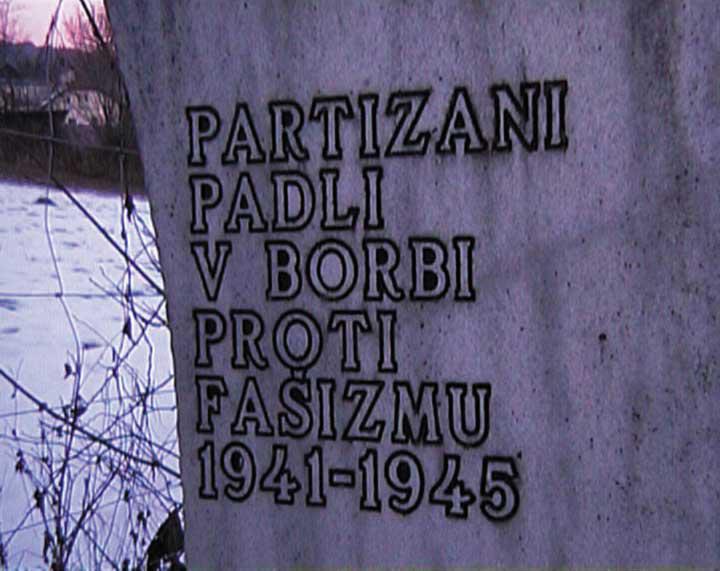 PARTIZANI
PADLI
V BORBI
PROTI
FAŠIZMU
1941-1945